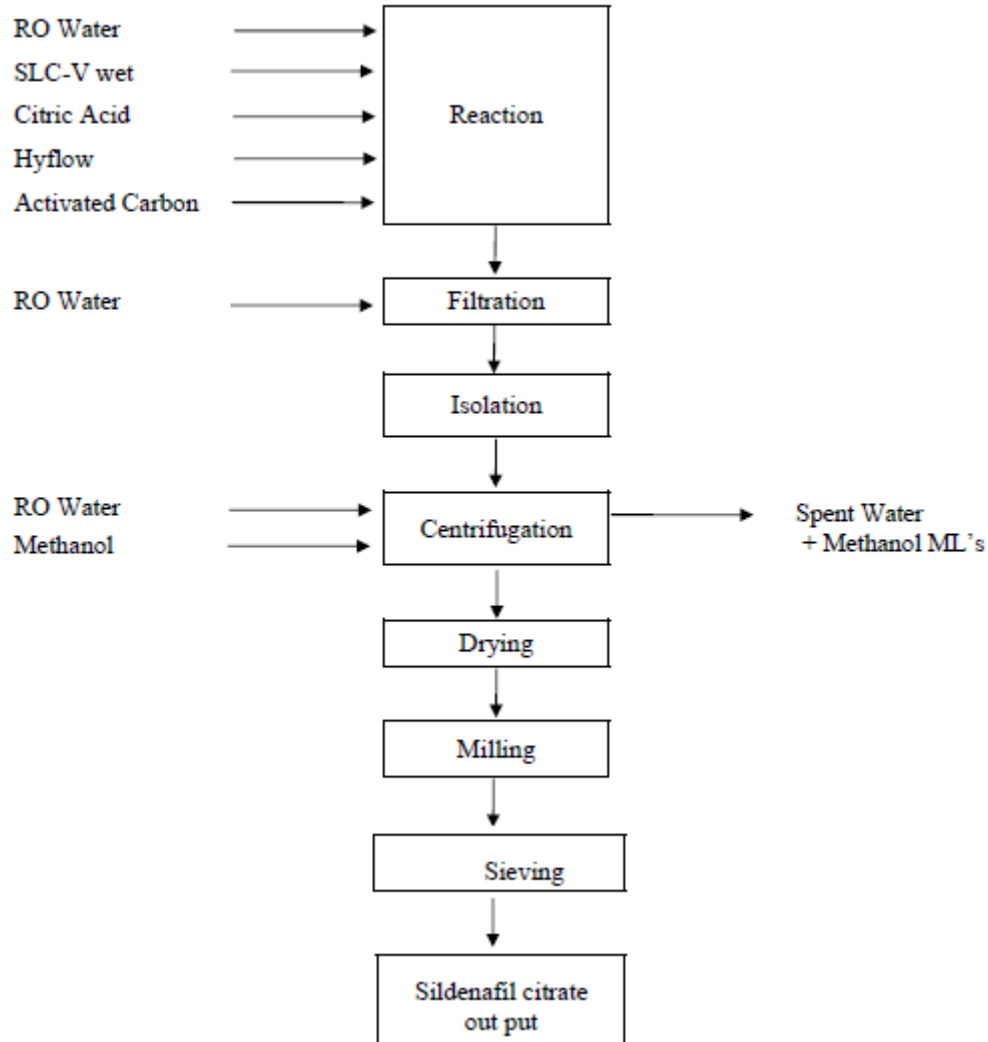 RO Water
SLC-V wet
Citric Acid
Hyflow
Activated Carbon
Reaction
RO Water
Filtration
Isolation
RO Water
Methanol
Centrifugation
Spent Water
+ Methanol ML's
Drying
Milling
Sieving
Sildenafil citrate
out put